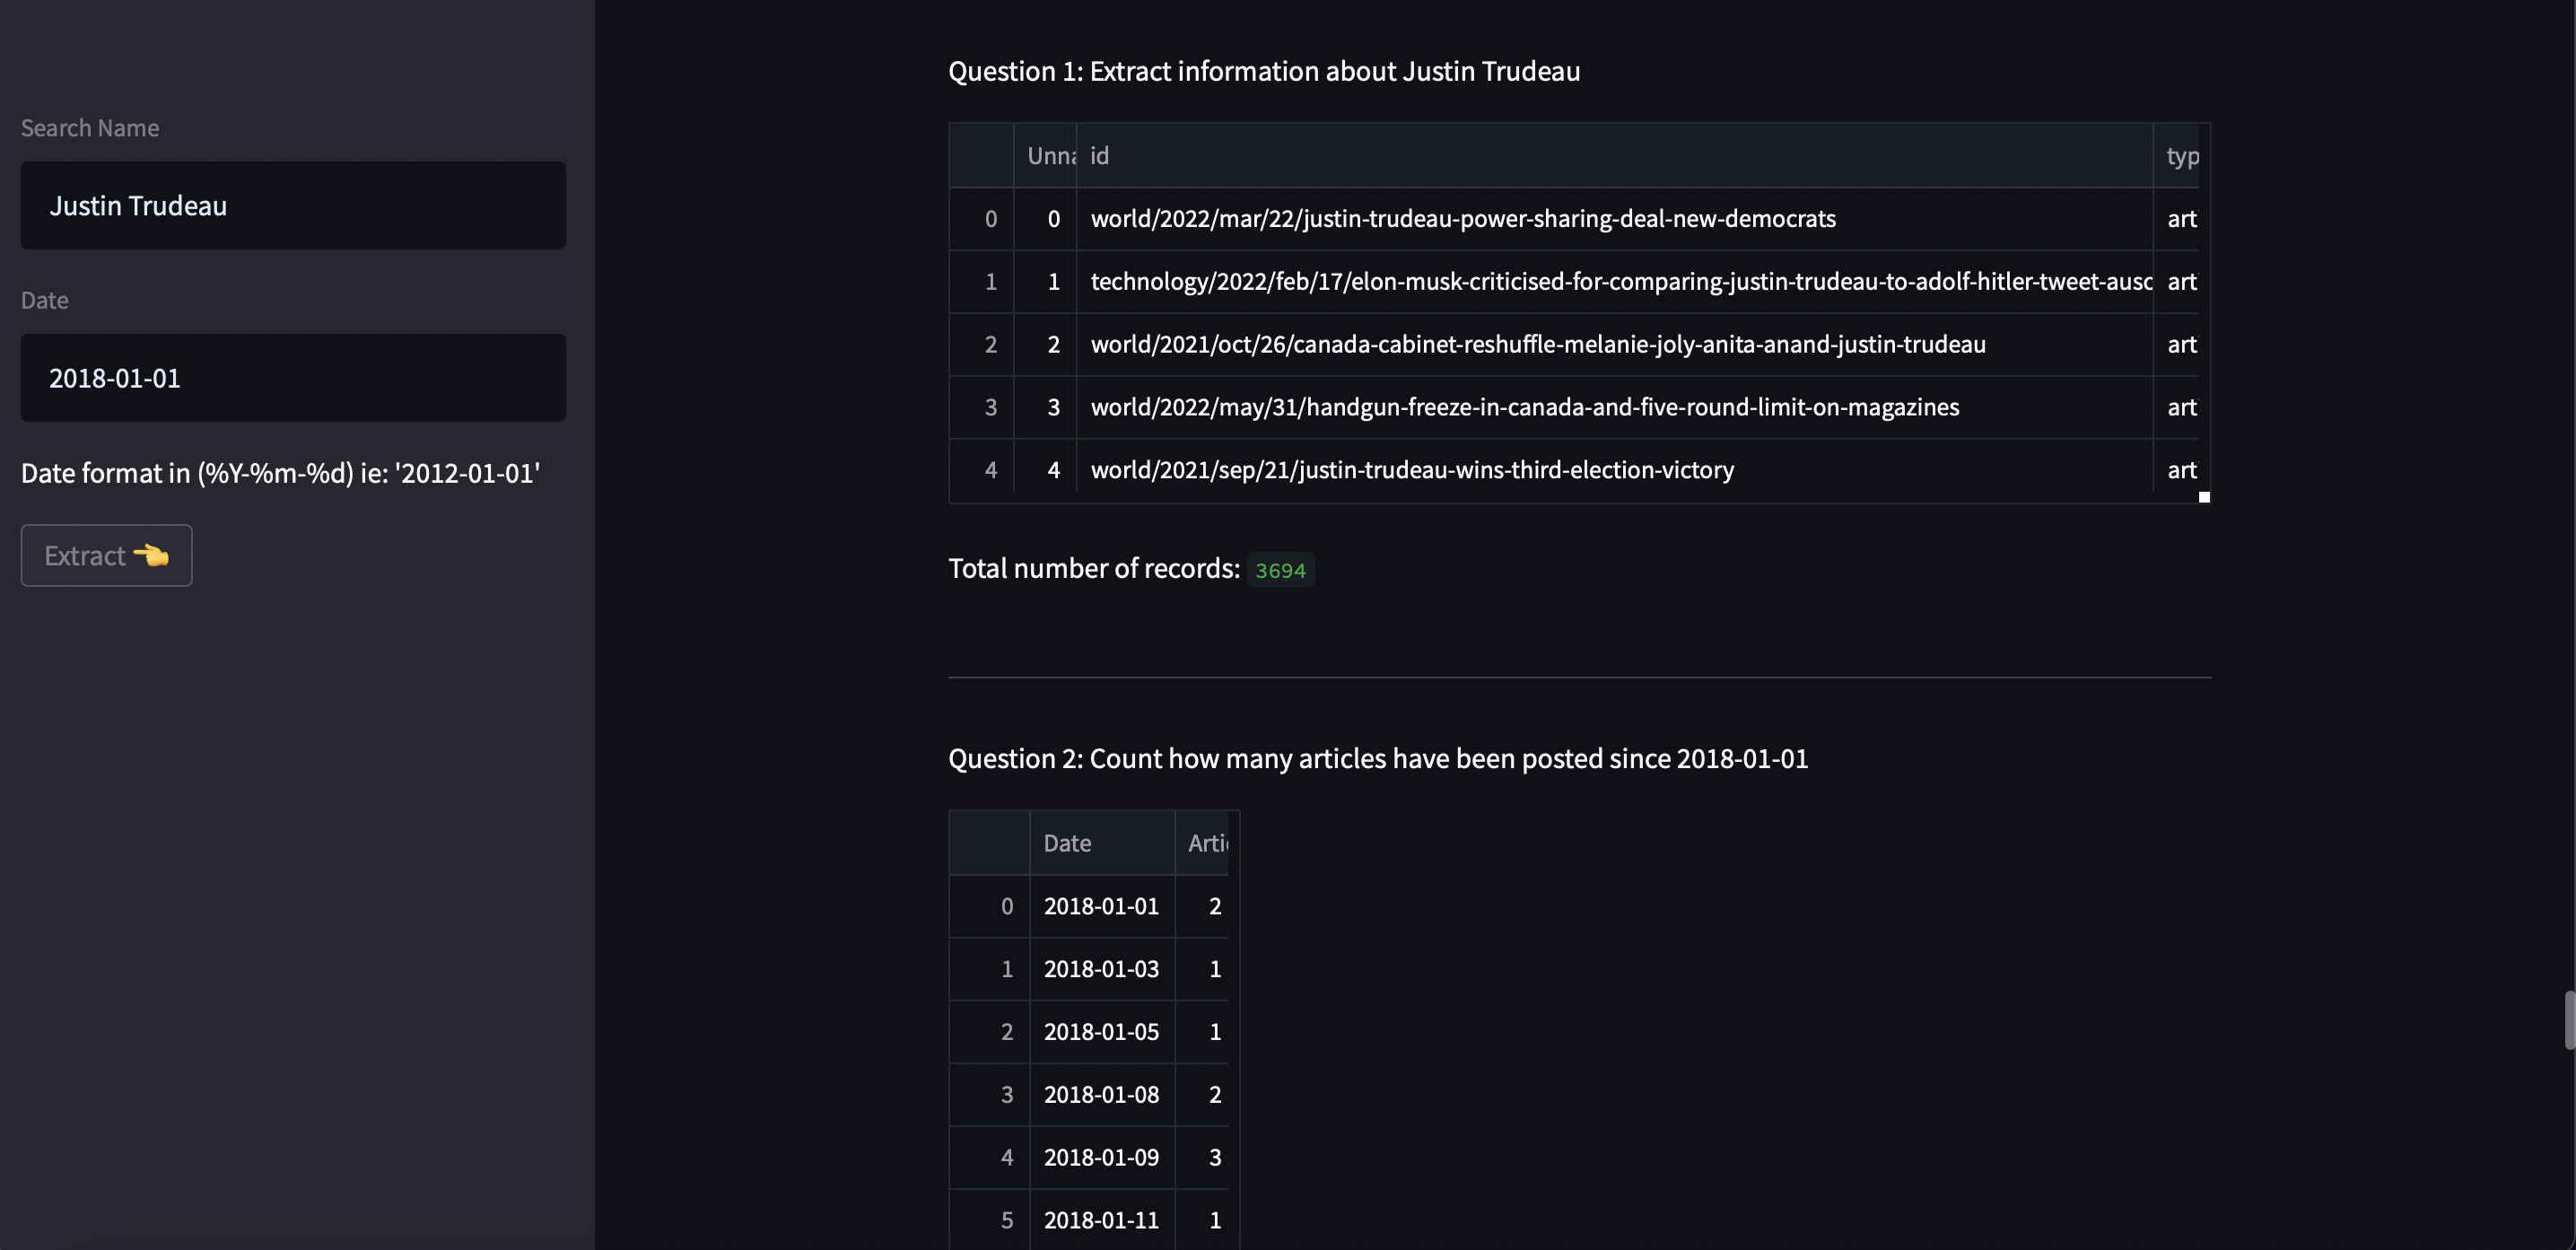 Search Name
Justin Trudeau
Date
2018-01-01
Date format in (%Y-%m-%d) ie: '2012-01-01'
Extract 👈
Question 1: Extract information about Justin Trudeau
Unna id typ
0 0 world/2022/mar/22/justin-trudeau-power-sharing-deal-new-democrats art
1 1 technology/2022/feb/17/elon-musk-criticised-for-comparing-justin-trudeau-to-adolf-hitler-tweet-ausc art
2 2 world/2021/oct/26/canada-cabinet-reshuffle-melanie-joly-anita-anand-justin-trudeau art
3 3 world/2022/may/31/handgun-freeze-in-canada-and-five-round-limit-on-magazines art
4 4 world/2021/sep/21/justin-trudeau-wins-third-election-victory art
Total number of records: 3694
Question 2: Count how many articles have been posted since 2018-01-01
Date Artic
0 2018-01-01 2
1 2018-01-03 1
2 2018-01-05 1
3 2018-01-08 2
4 2018-01-09 3
5 2018-01-11 1